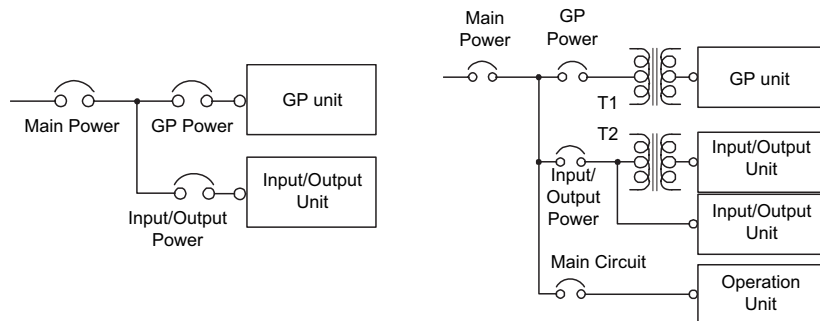 Main Power
GP Power
GP unit
Input/Output
Power
Input/Output
Unit
Main
Power
GP
Power
T1
GP unit
T2
Input/
Output
Power
Input/Output
Unit
Input/Output
Unit
Main Circuit
Operation
Unit